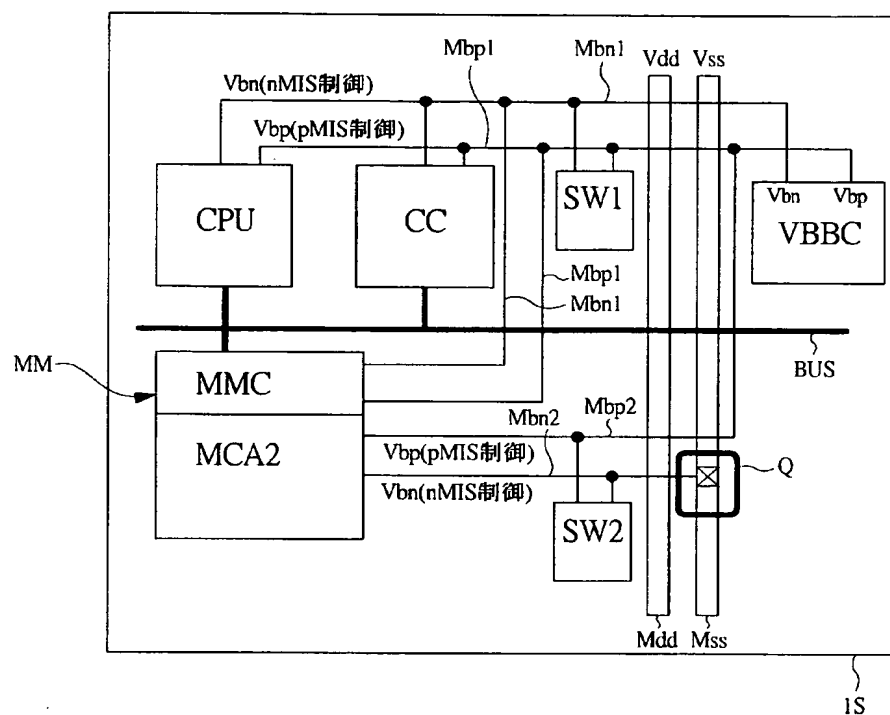 Mbp1
Mbn1
Vdd
Vss
Vbn(nMIS制御)
Vbp(pMIS制御)
CPU
CC
SW1
Vbn
Vbp
VBBC
Mbp1
Mbn1
BUS
MM
MMC
Mbn2
Mbp2
MCA2
Vbp(pMIS制御)
Vbn(nMIS制御)
Q
SW2
Mdd
Mss
1S